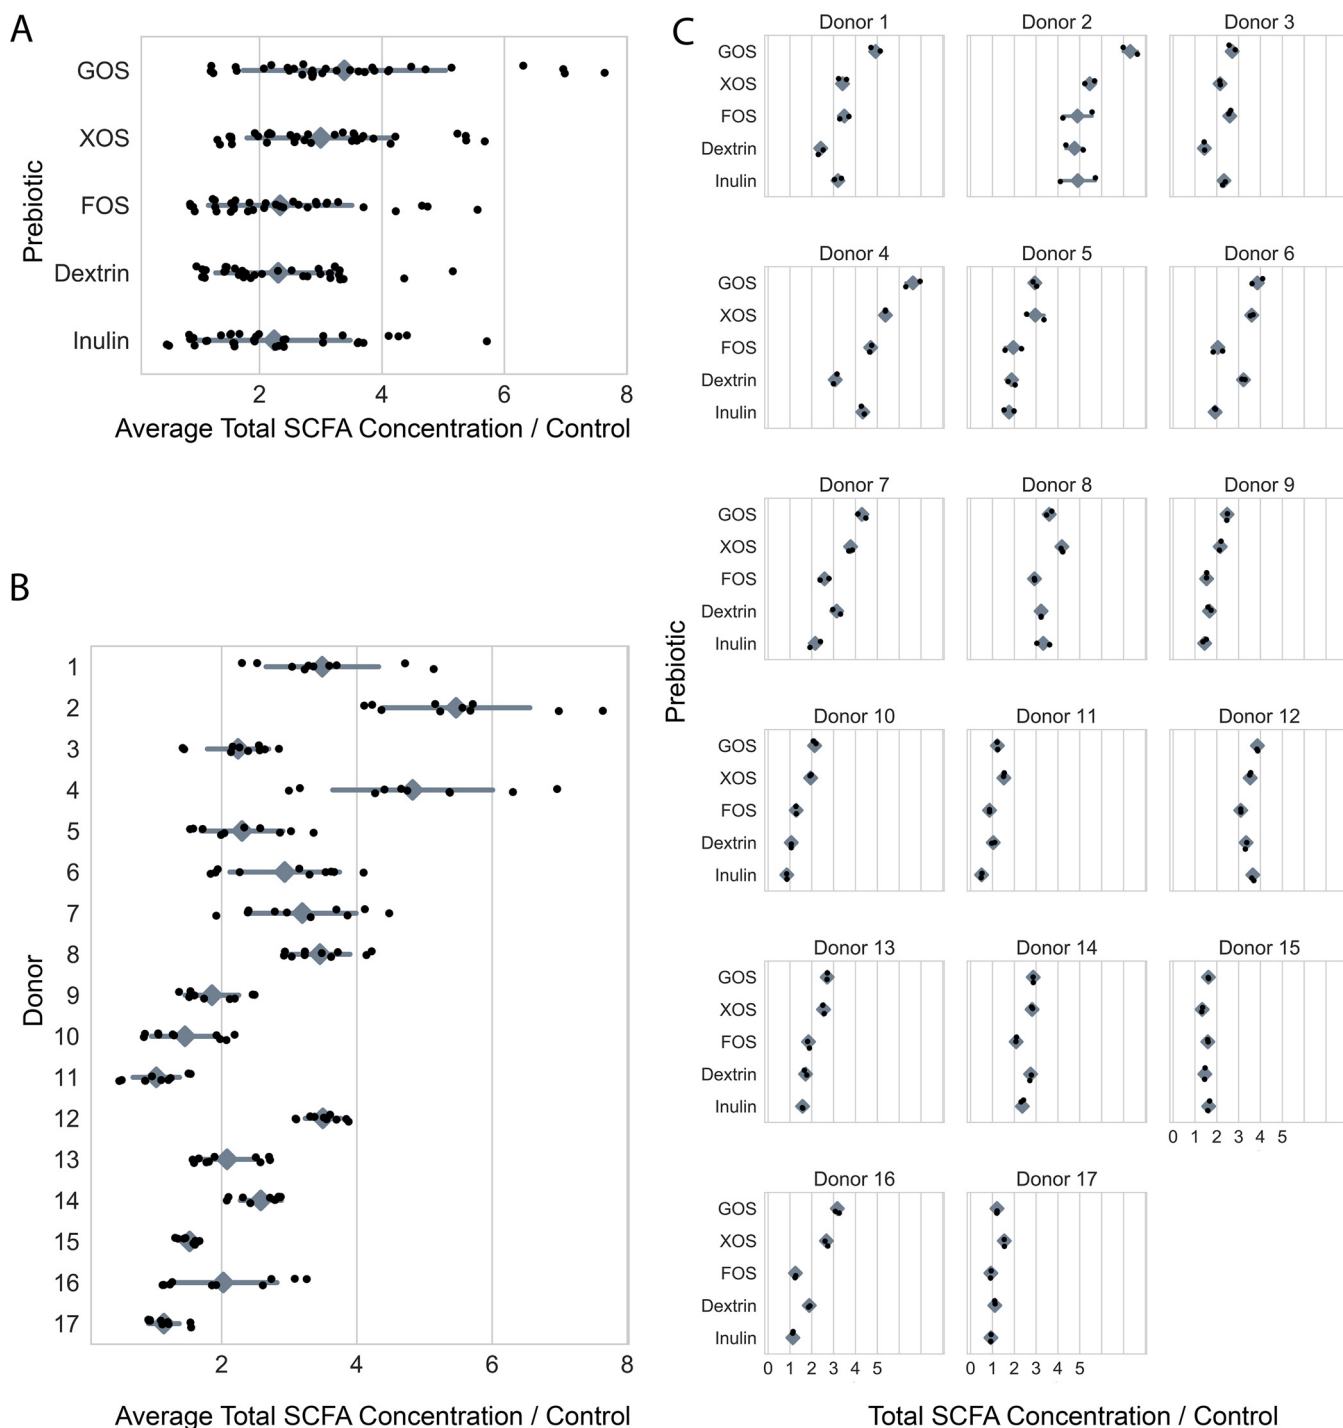 A
Prebiotic
GOS
XOS
FOS
Dextrin
Inulin
2 4 6 8
Average Total SCFA Concentration / Control
B
Donor
1
2
3
4
5
6
7
8
9
10
11
12
13
14
15
16
17
2 4 6 8
Average Total SCFA Concentration / Control
C
Prebiotic
Donor 1 Donor 2 Donor 3
GOS
XOS
FOS
Dextrin
Inulin
Donor 4 Donor 5 Donor 6
GOS
XOS
FOS
Dextrin
Inulin
Donor 7 Donor 8 Donor 9
GOS
XOS
FOS
Dextrin
Inulin
Donor 10 Donor 11 Donor 12
GOS
XOS
FOS
Dextrin
Inulin
Donor 13 Donor 14 Donor 15
GOS
XOS
FOS
Dextrin
Inulin
0 1 2 3 4 5
Donor 16 Donor 17
GOS
XOS
FOS
Dextrin
Inulin
0 1 2 3 4 5 0 1 2 3 4 5
Total SCFA Concentration / Control